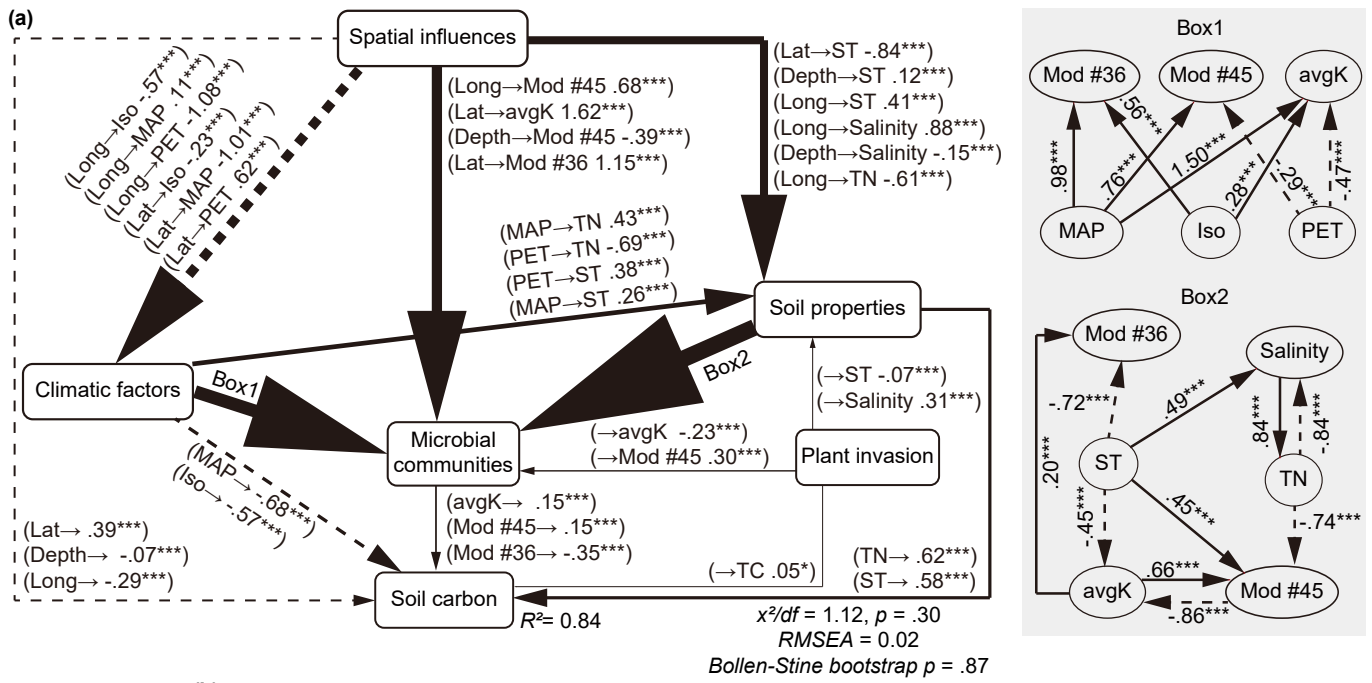 (a)
Spatial influences
(Long→Iso -.57***)
(Long→MAP .11***)
(Long→PET -1.08***)
(Lat→Iso -.23***)
(Lat→MAP -1.01***)
(Lat→PET .62***)
(Long→Mod #45 .68***)
(Lat→avgK 1.62***)
(Depth→Mod #45 -.39***)
(Lat→Mod #36 1.15***)
(Lat→ST -.84***)
(Depth→ST .12***)
(Long→ST .41***)
(Long→Salinity .88***)
(Depth→Salinity -.15***)
(Long→TN -.61***)
(MAP→TN .43***)
(PET→TN -.69***)
(PET→ST .38***)
(MAP→ST .26***)
Soil properties
Climatic factors
Box1
Box2
(→ST -.07***)
(→Salinity .31***)
Microbial
communities
(→avgK -.23***)
(→Mod #45 .30***)
Plant invasion
(MAP→ -.68***)
(Iso→ -.57***)
(avgK→ .15***)
(Mod #45→ .15***)
(Mod #36→ -.35***)
(Lat→ .39***)
(Depth→ -.07***)
(Long→ -.29***)
(→TC .05*)
(TN→ .62***)
(ST→ .58***)
Soil carbon
R²= 0.84
x²/df = 1.12, p = .30
RMSEA = 0.02
Bollen-Stine bootstrap p = .87
Box1
Mod #36
Mod #45
avgK
.98***
.56***
.76***
1.50***
.28***
-.29***
-.47***
MAP
Iso
PET
Box2
Mod #36
Salinity
-.72***
.49***
.84***
-.84***
.20***
ST
TN
-.45***
.45***
-.74***
avgK
.66***
-.86***
Mod #45